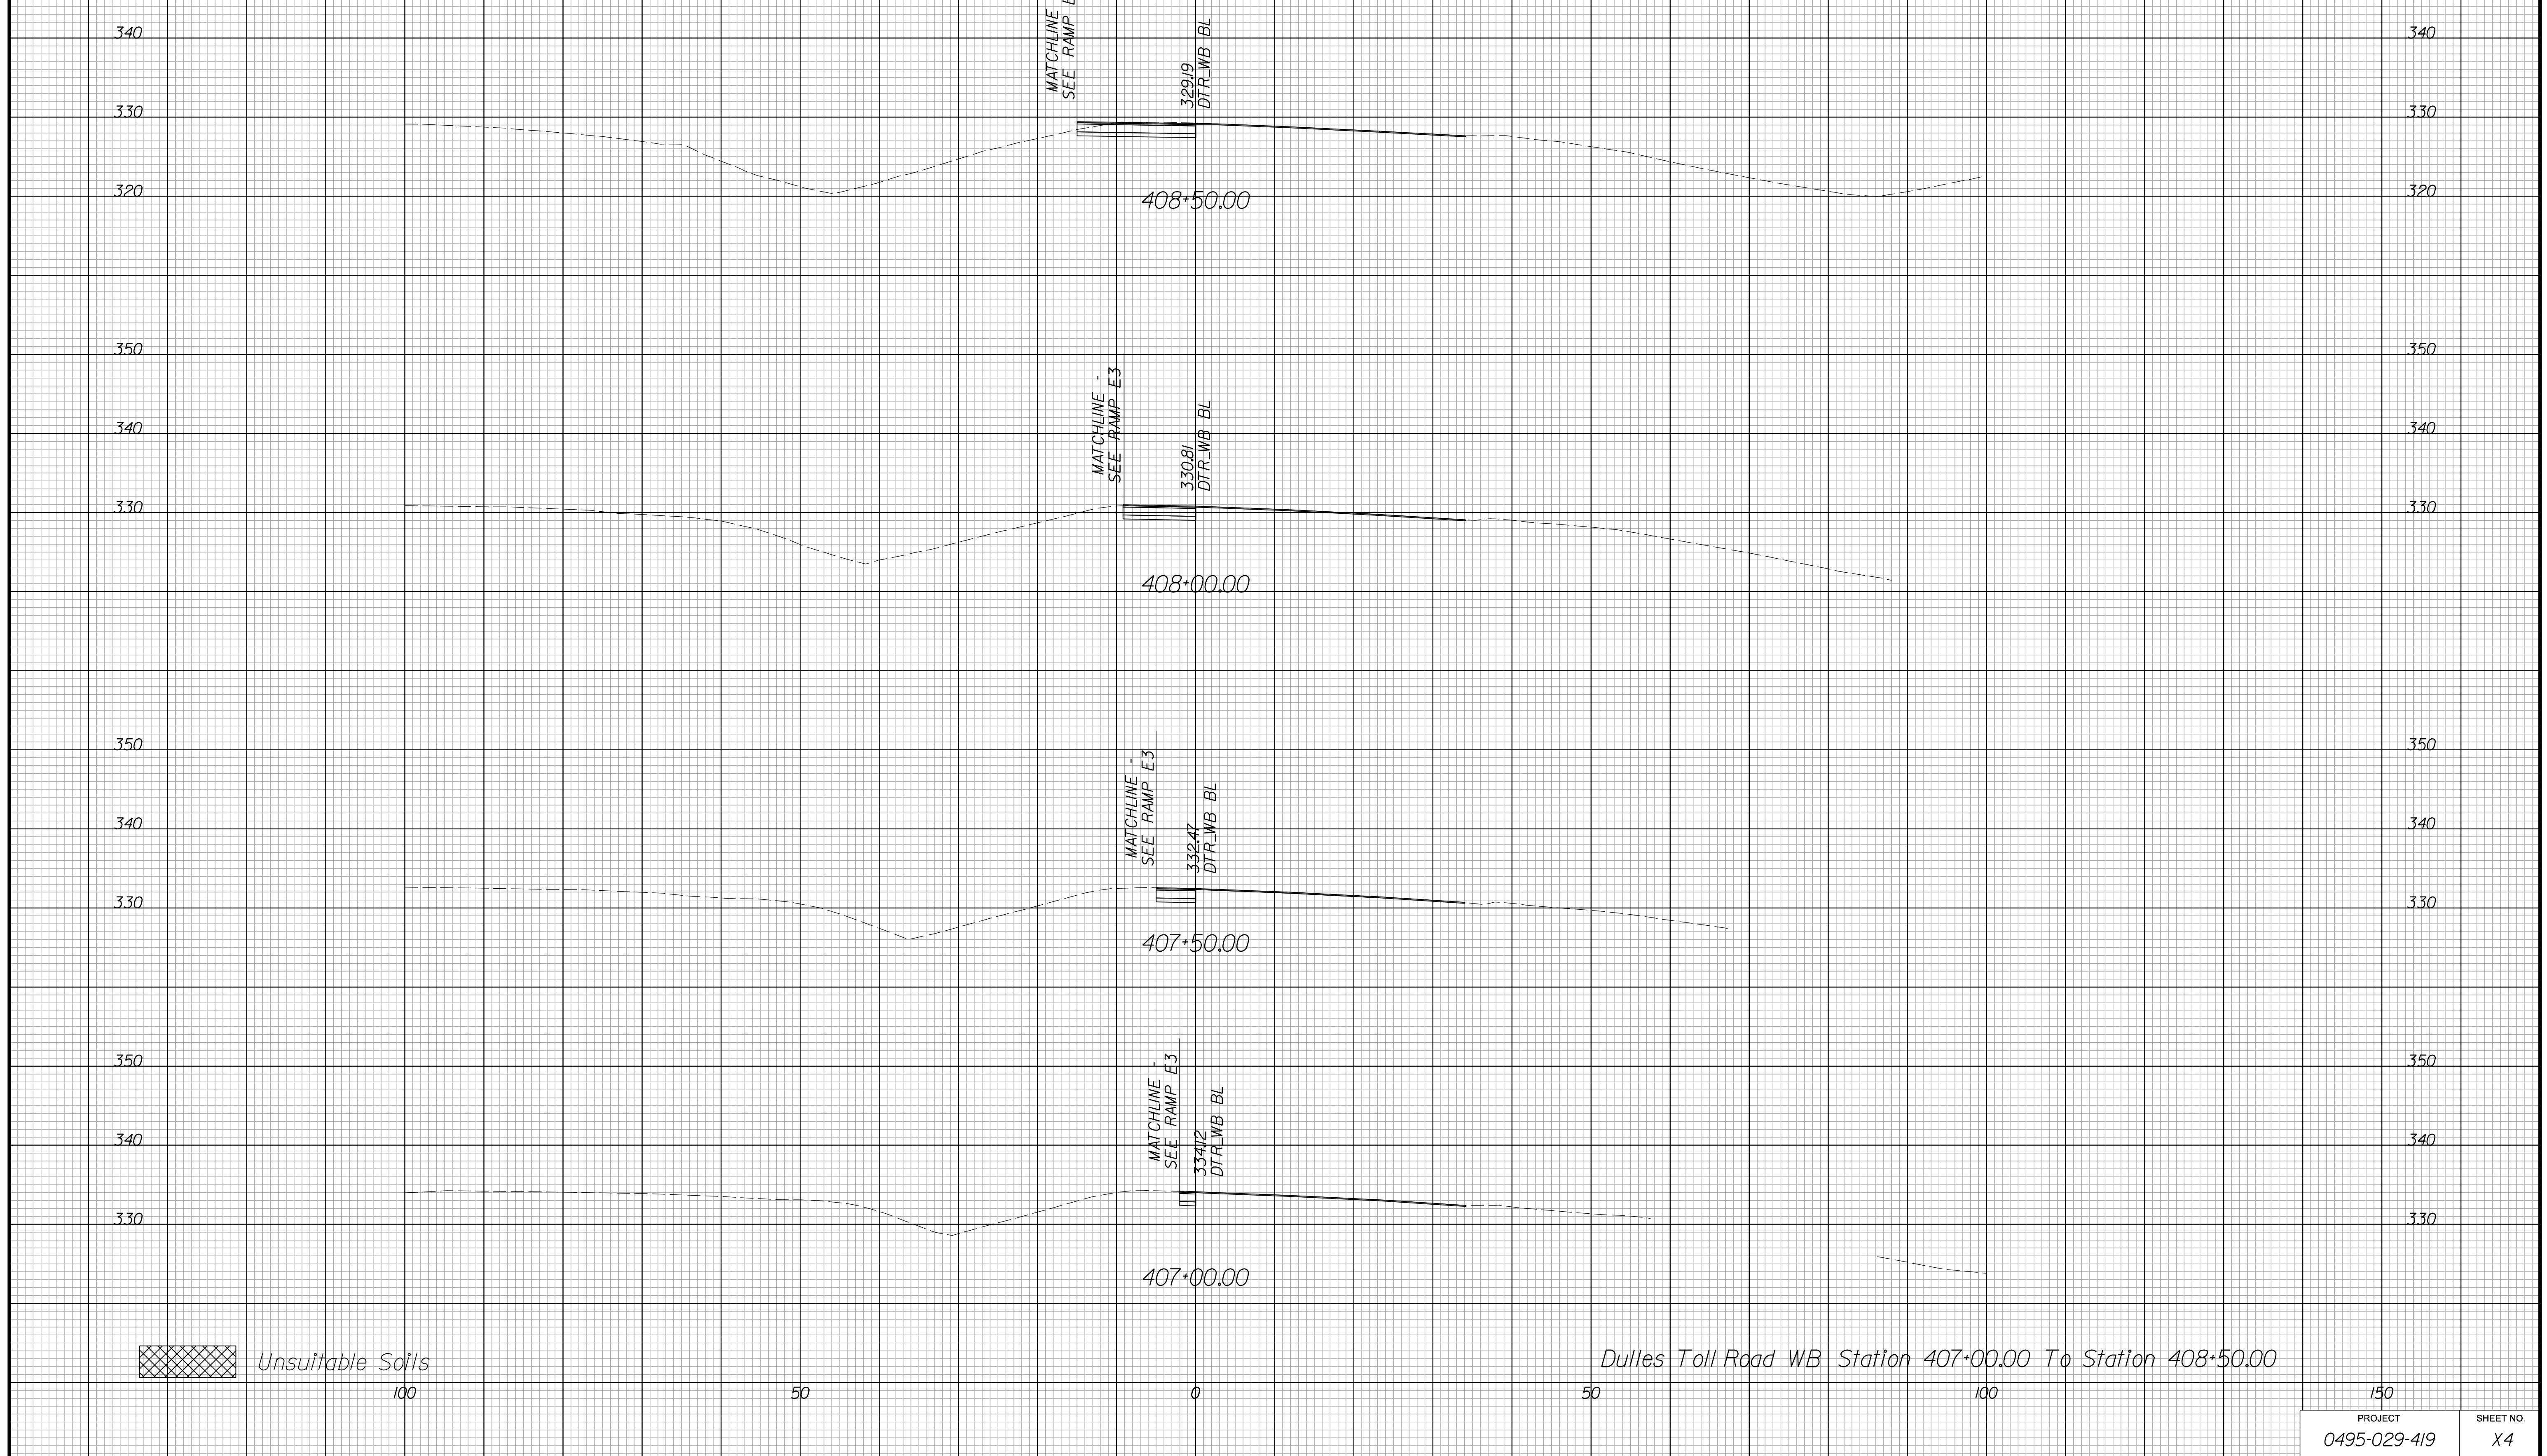 MATCHLINE
SEE RAMP
340
340
329.19
DTR_WB BL
330
330
320
320
408+50.00
350
350
MATCHLINE -
SEE RAMP E3
340
340
330.81
DTR_WB BL
330
330
408+00.00
350
350
MATCHLINE -
SEE RAMP E3
340
340
332.47
DTR_WB BL
330
330
407+50.00
350
350
MATCHLINE -
SEE RAMP E3
340
340
334.12
DTR_WB BL
330
330
407+00.00
Unsuitable Soils
Dulles Toll Road WB Station 407+00.00 To Station 408+50.00
100 50 0 50 100 150
PROJECT
0495-029-419
SHEET NO.
X4